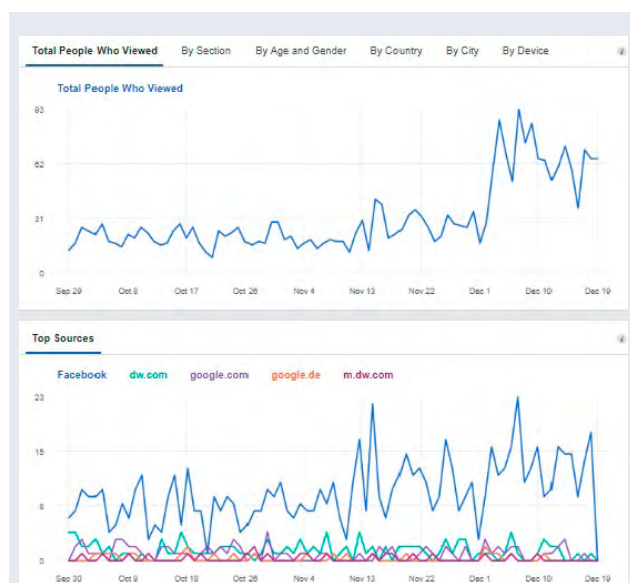 Total People Who Viewed By Section By Age and Gender By Country By City By Device
Total People Who Viewed
93
62
31
0
Sep 29 Oct 8 Oct 17 Oct 26 Nov 4 Nov 13 Nov 22 Dec 1 Dec 10 Dec 19
Top Sources
Facebook dw.com google.com google.de m.dw.com
23
15
8
0
Sep 30 Oct 9 Oct 18 Oct 26 Nov 4 Nov 13 Nov 22 Dec 1 Dec 10 Dec 19